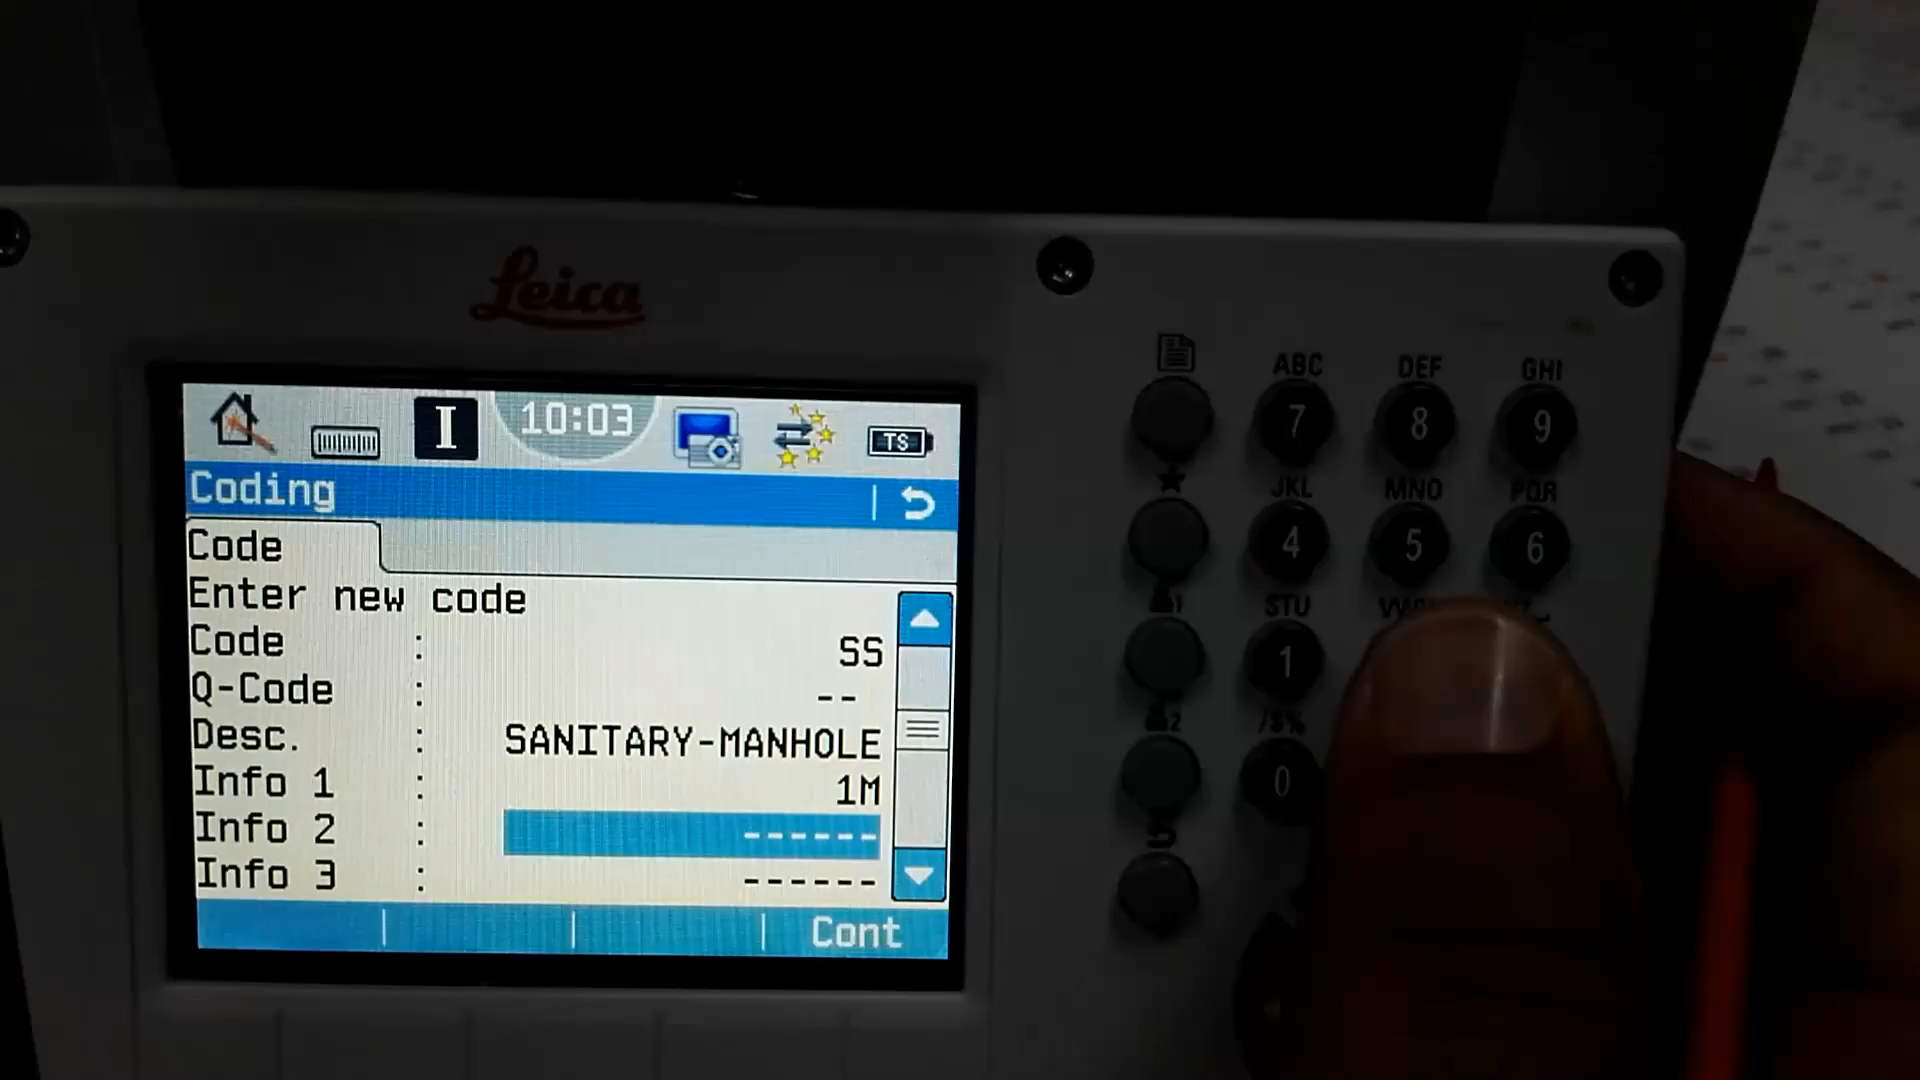 Leica
I 10:03 TS
Coding
Code
Enter new code
Code : SS
Q-Code : --
Desc. : SANITARY-MANHOLE
Info 1 : 1M
Info 2 : ------
Info 3 : ------
Cont
ABC DEF GHI
7 8 9
JKL MNO PQR
4 5 6
1 STU
1
2 /$%
0